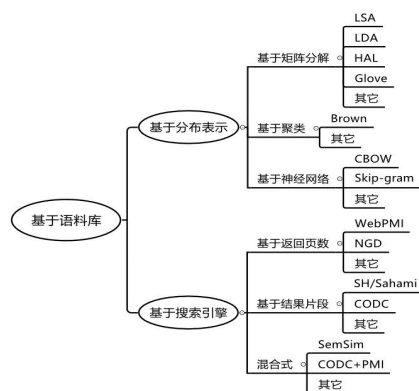 基于语料库
基于分布表示
基于矩阵分解
LSA
LDA
HAL
Glove
其它
基于聚类
Brown
其它
基于神经网络
CBOW
Skip-gram
其它
基于搜索引擎
基于返回页数
WebPMI
NGD
其它
基于结果片段
SH/Sahami
CODC
其它
混合式
SemSim
CODC+PMI
其它